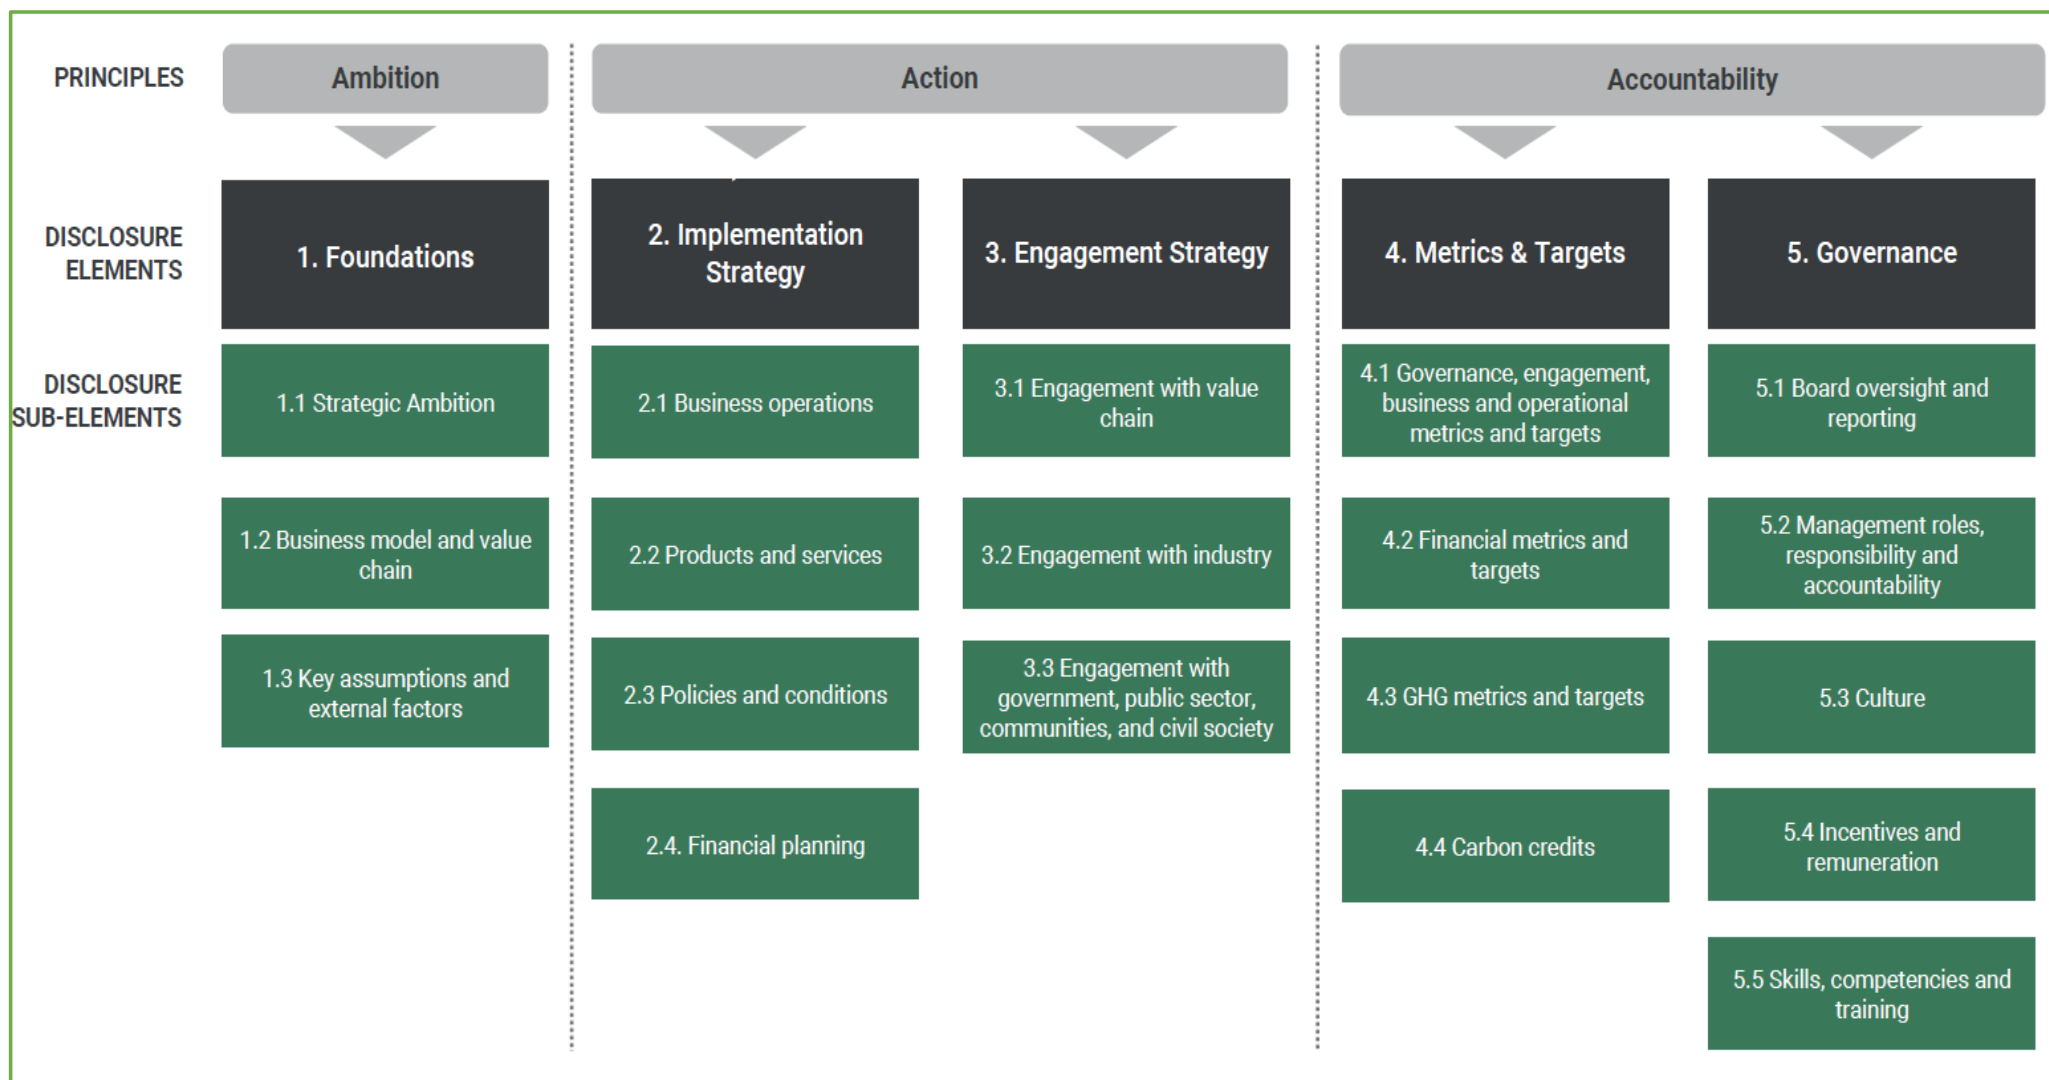 PRINCIPLES
Ambition
Action
Accountability
DISCLOSURE
ELEMENTS
1. Foundations
2. Implementation
Strategy
3. Engagement Strategy
4. Metrics & Targets
5. Governance
DISCLOSURE
SUB-ELEMENTS
1.1 Strategic Ambition
2.1 Business operations
3.1 Engagement with value
chain
4.1 Governance, engagement,
business and operational
metrics and targets
5.1 Board oversight and
reporting
1.2 Business model and value
chain
2.2 Products and services
3.2 Engagement with industry
4.2 Financial metrics and
targets
5.2 Management roles,
responsibility and
accountability
1.3 Key assumptions and
external factors
2.3 Policies and conditions
3.3 Engagement with
government, public sector,
communities, and civil society
4.3 GHG metrics and targets
5.3 Culture
2.4. Financial planning
4.4 Carbon credits
5.4 Incentives and
remuneration
5.5 Skills, competencies and
training